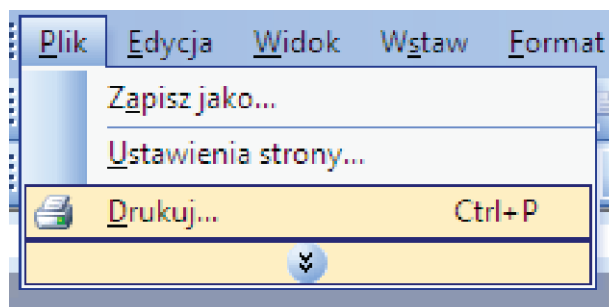 Plik Edycja Widok Wstaw Format
Zapisz jako...
Ustawienia strony...
Drukuj... Ctrl+P